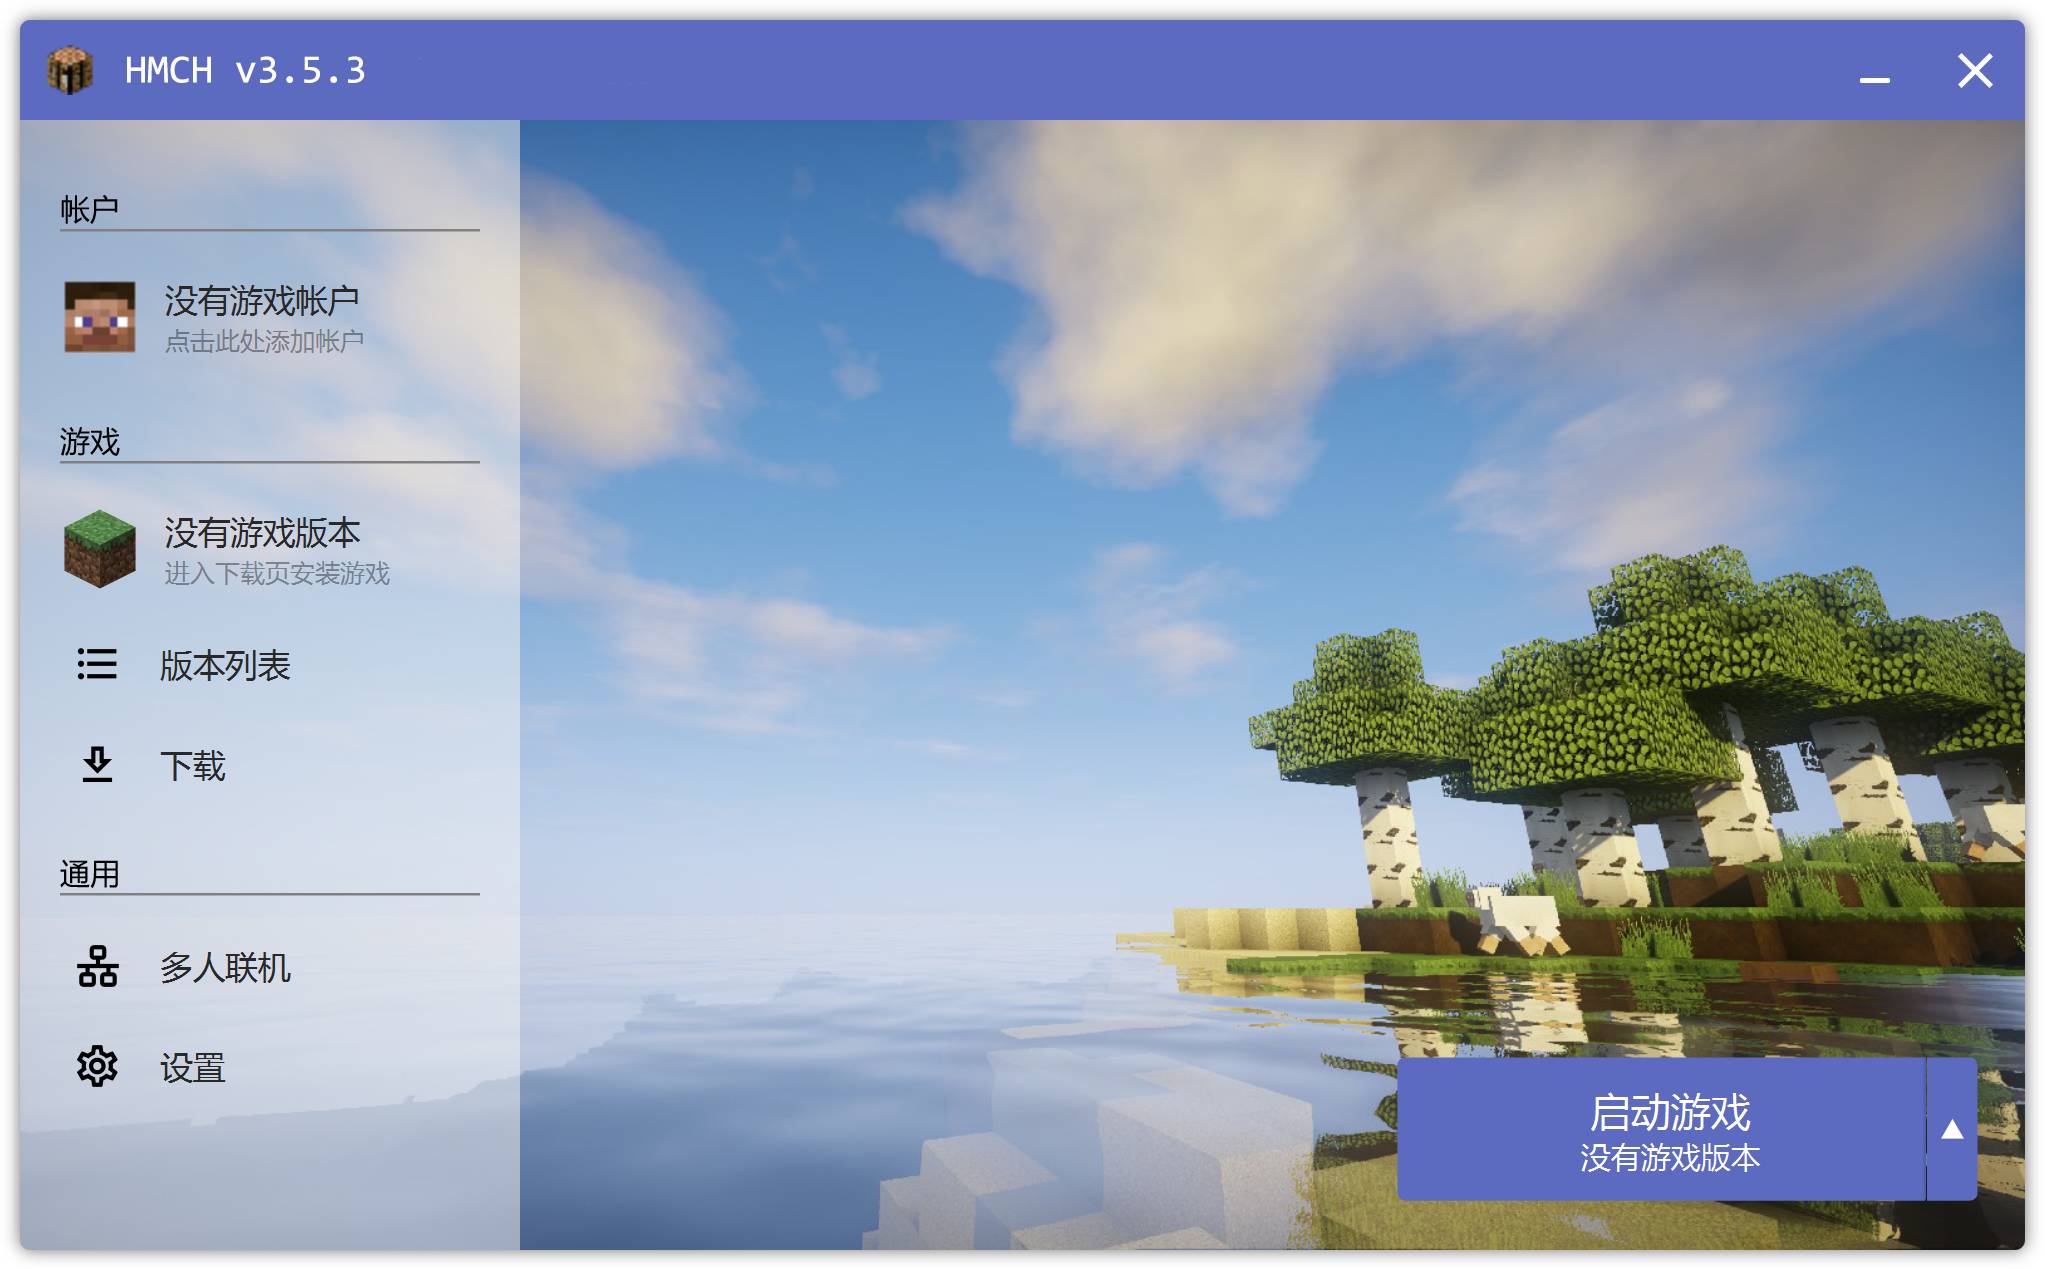 HMCH v3.5.3
帐户
没有游戏帐户
点击此处添加帐户
游戏
没有游戏版本
进入下载页安装游戏
版本列表
下载
通用
多人联机
设置
启动游戏
没有游戏版本